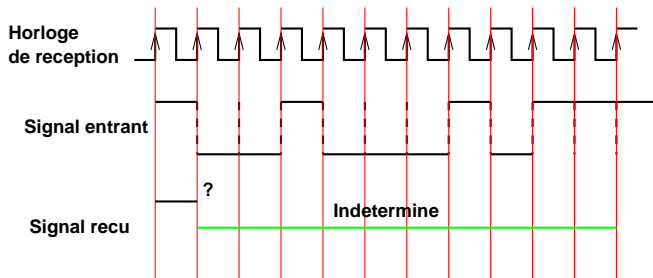 Horloge
de reception
Signal entrant
?
Indetermine
Signal recu